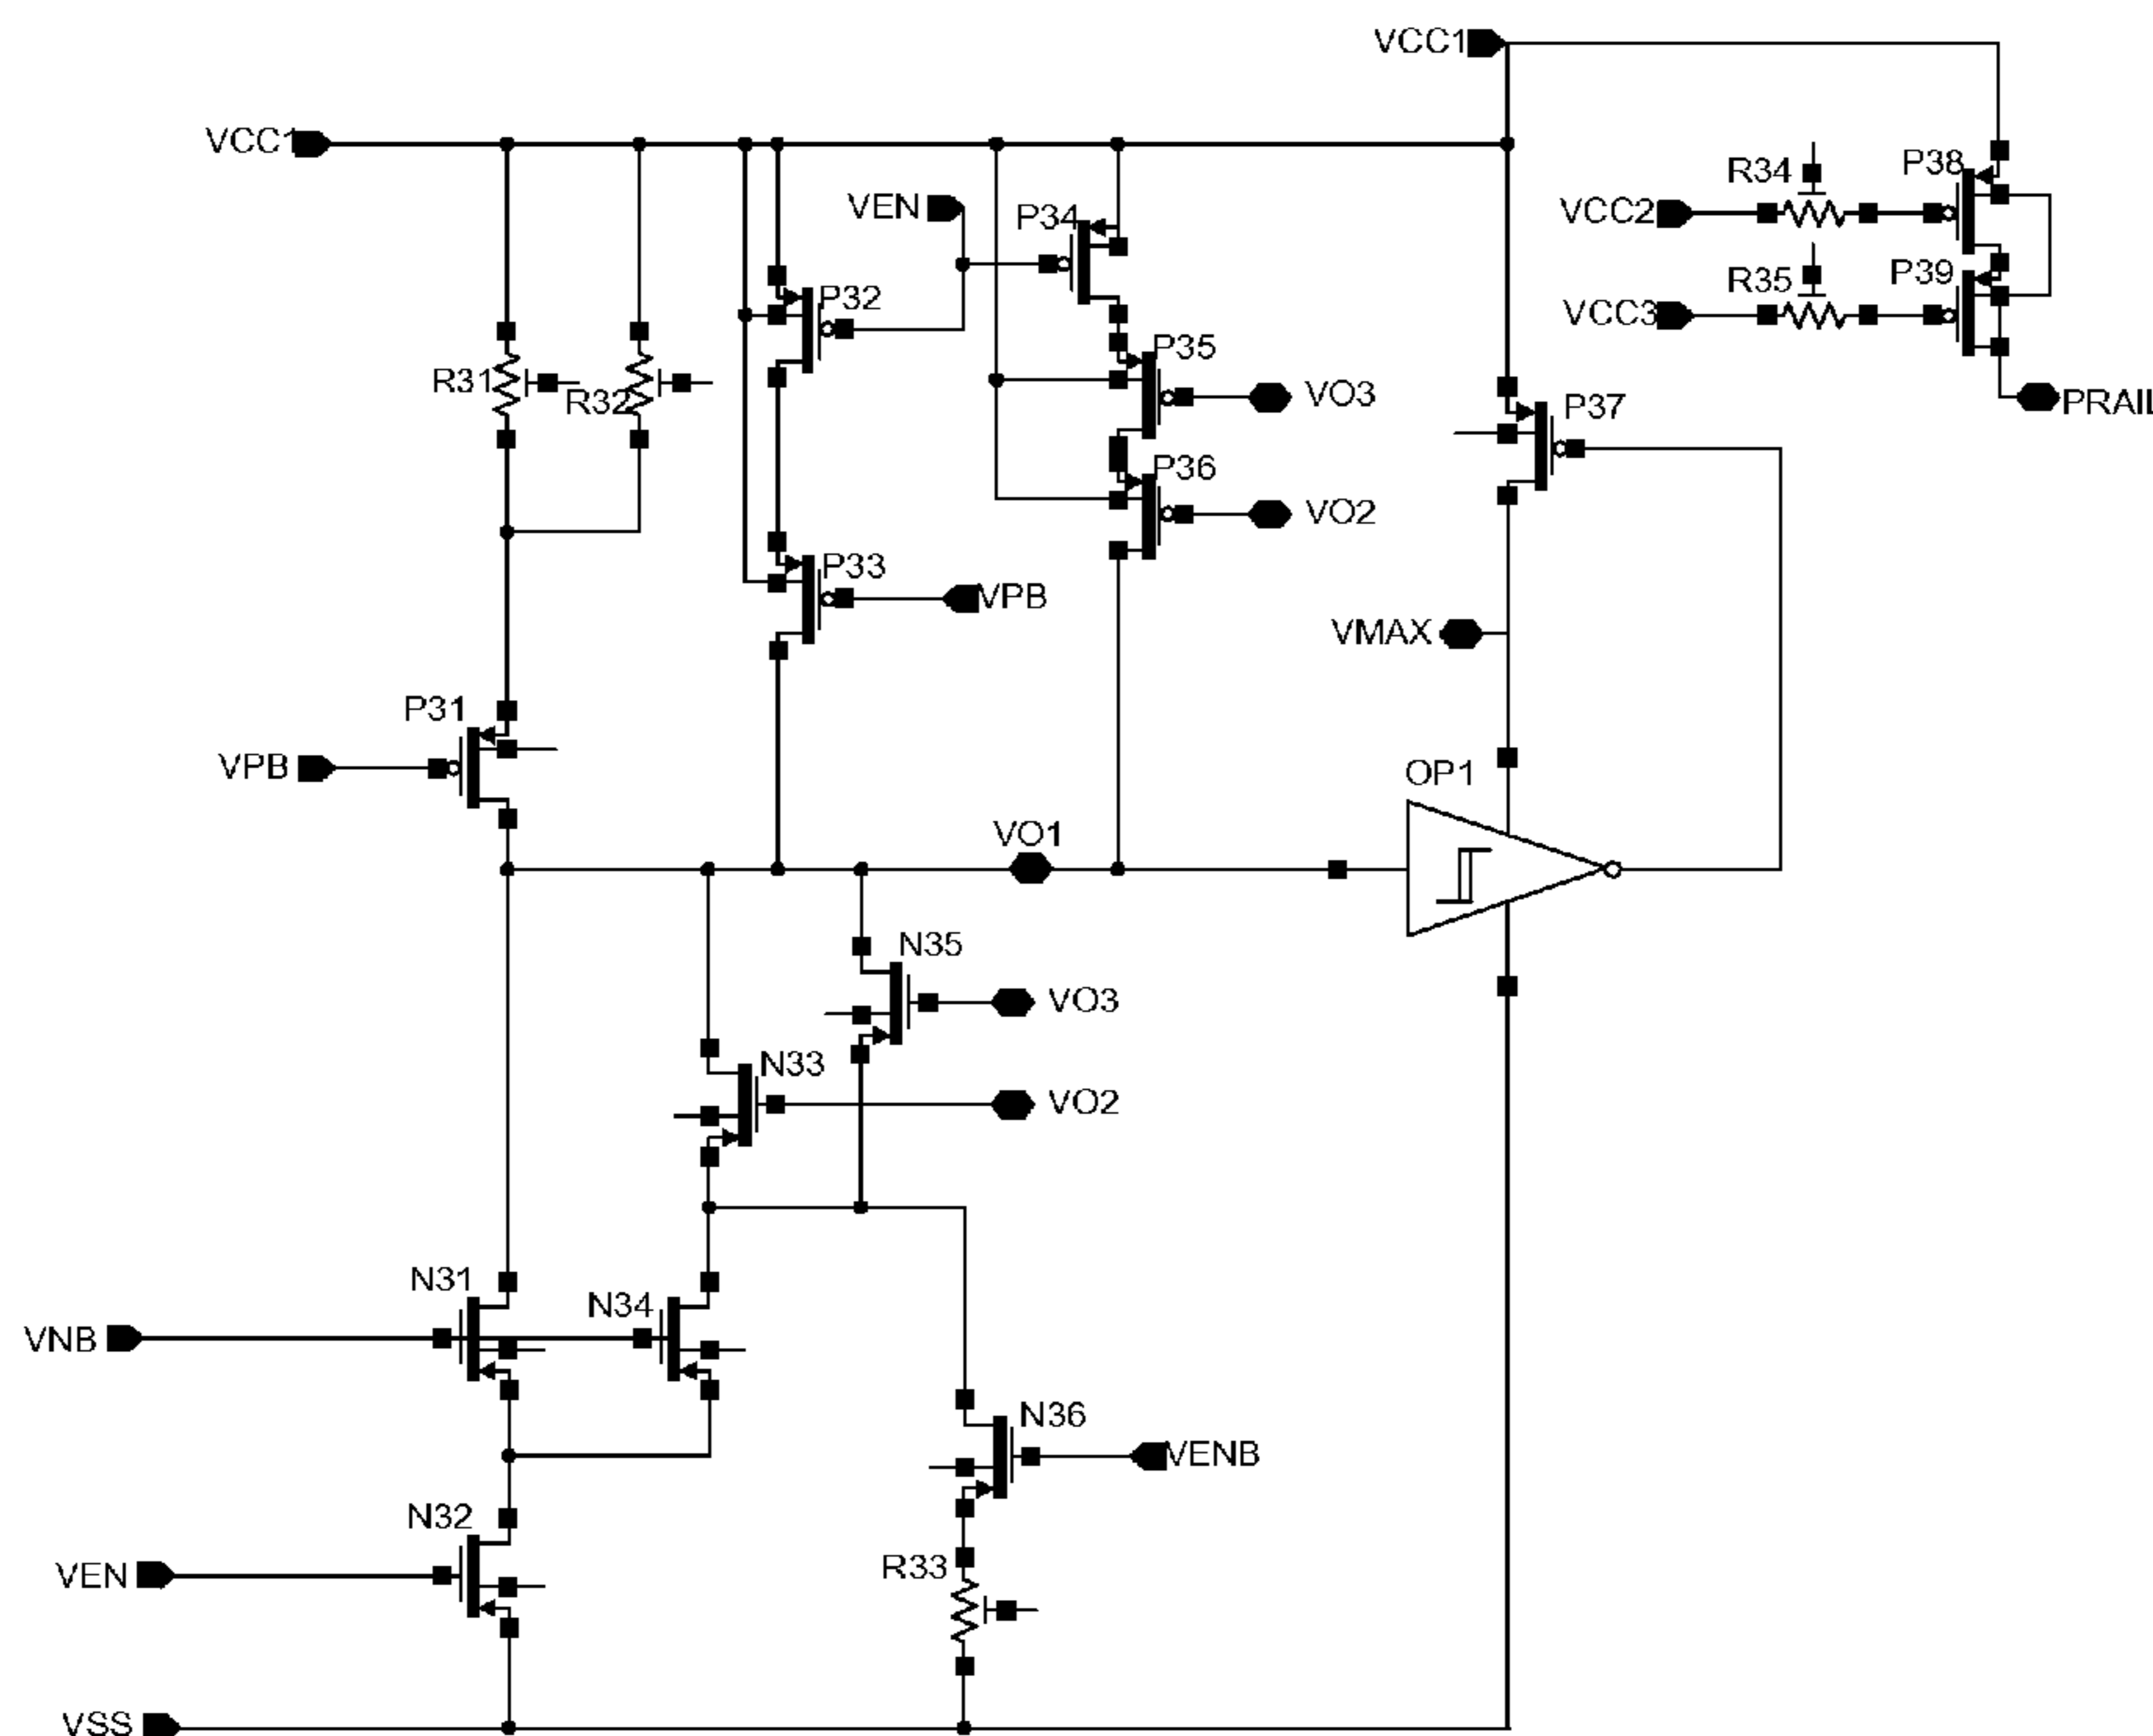 VCC1
VCC1
R34
P38
VEN
P34
VCC2
R35
P39
P32
VCC3
P35
R31
R32
VO3
P37
PRAIL
P36
VO2
P33
VPB
VMAX
P31
VPB
OP1
VO1
N35
VO3
N33
VO2
N31
N34
VNB
N36
VENB
N32
R33
VEN
VSS